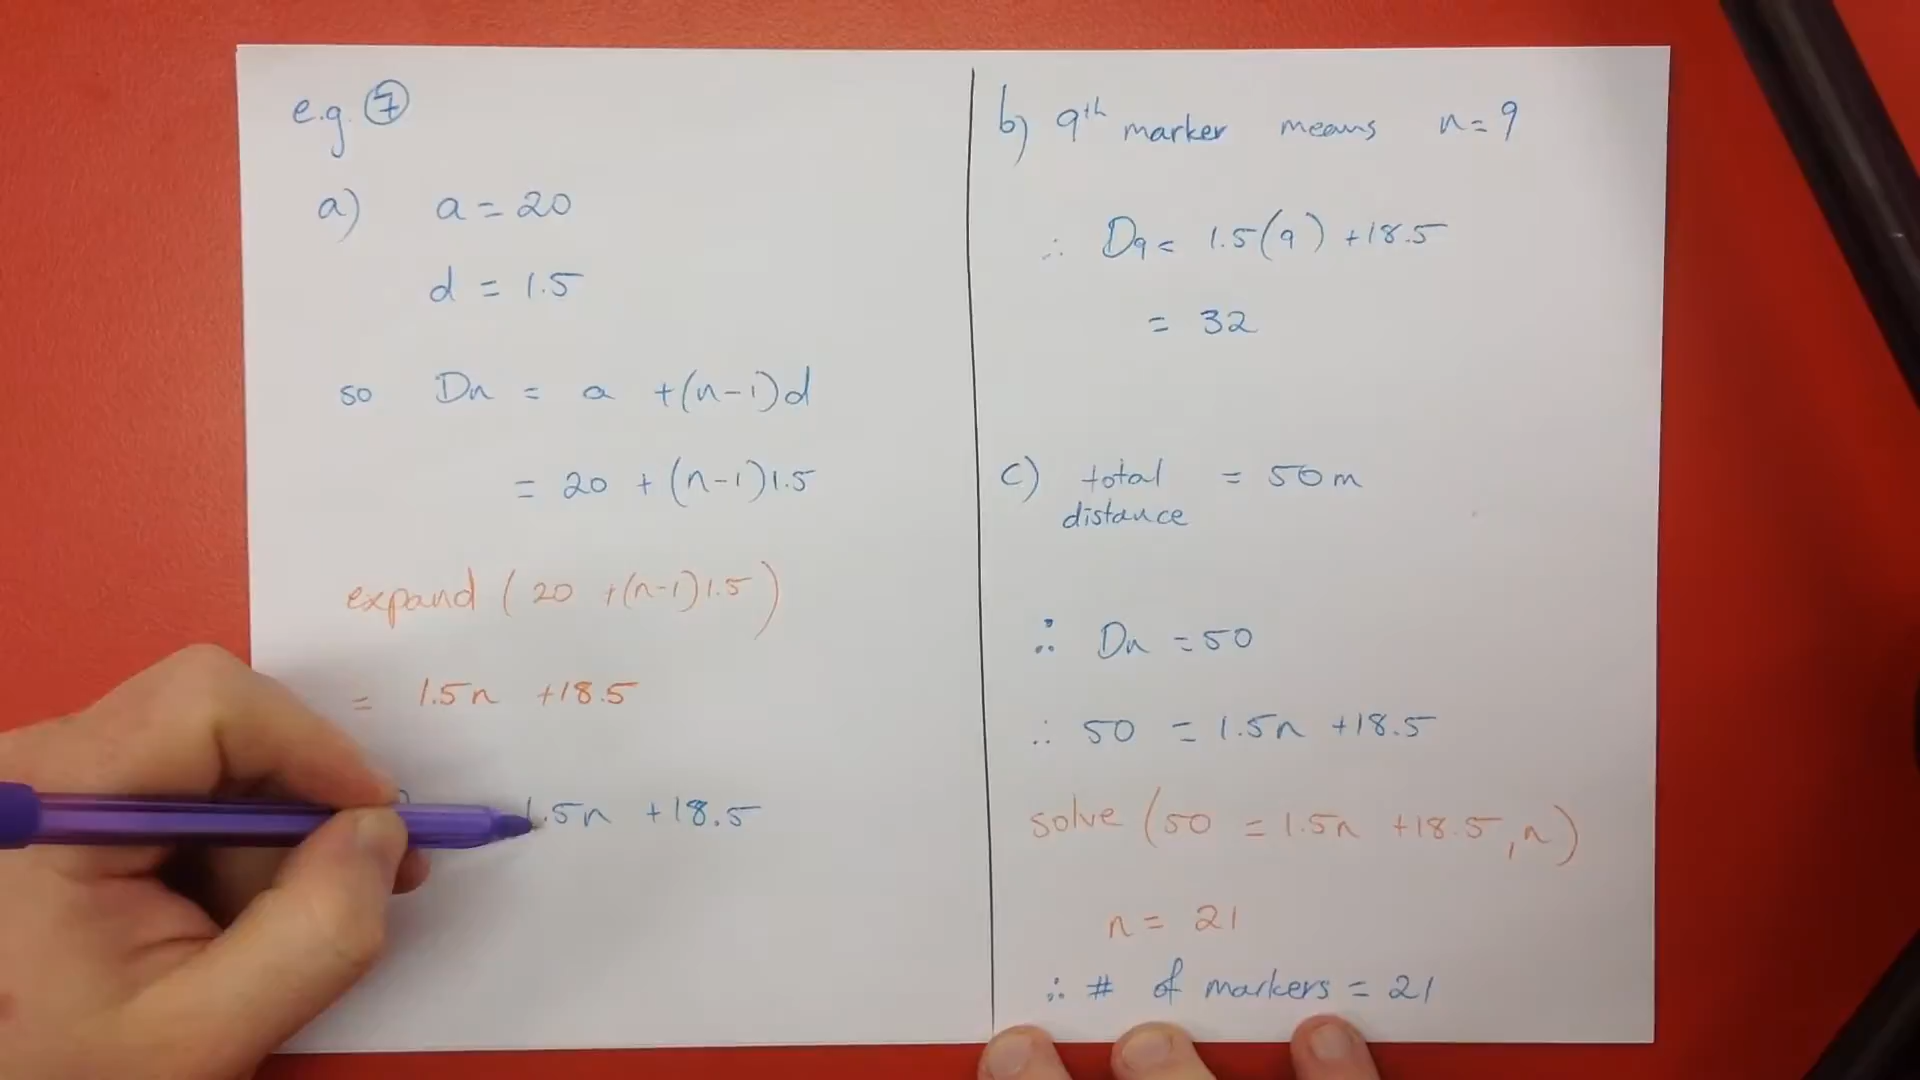 e.g. 7
a) a = 20
d = 1.5
so Dn = a + (n-1)d
= 20 + (n-1)1.5
expand (20 + (n-1)1.5)
= 1.5n + 18.5
1.5n + 18.5
b) 9th marker means n = 9
∴ D9 = 1.5(9) + 18.5
= 32
c) total distance = 50m
∴ Dn = 50
∴ 50 = 1.5n + 18.5
solve (50 = 1.5n + 18.5, n)
n = 21
∴ # of markers = 21